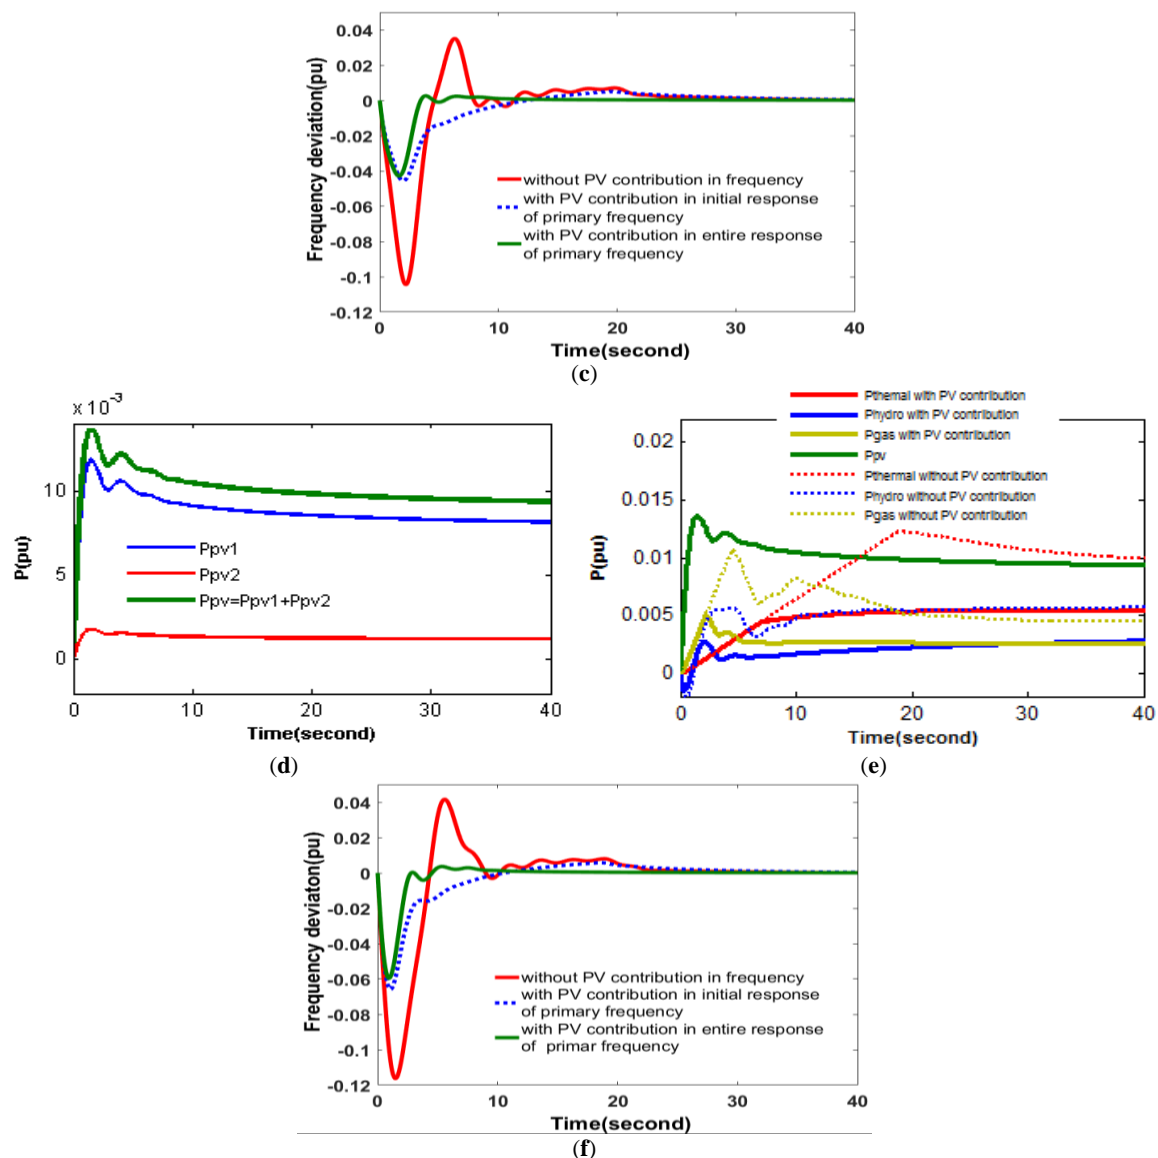 0.04
0.02
0
-0.02
-0.04
-0.06
-0.08
-0.1
-0.12
Frequency deviation(pu)
without PV contribution in frequency
with PV contribution in initial response
of primary frequency
with PV contribution in entire response
of primary frequency
0 10 20 30 40
Time(second)
(c)
x 10⁻³
10
5
0
P(pu)
Ppv1
Ppv2
Ppv=Ppv1+Ppv2
0 10 20 30 40
Time(second)
(d)
Pthemal with PV contribution
Phydro with PV contribution
Pgas with PV contribution
Ppv
Pthermal without PV contribution
Phydro without PV contribution
Pgas without PV contribution
0.02
0.015
0.01
0.005
0
P(pu)
0 10 20 30 40
Time(second)
(e)
0.04
0.02
0
-0.02
-0.04
-0.06
-0.08
-0.1
-0.12
Frequency deviaton(pu)
without PV contribution in frequency
with PV contribution in initial response
of primary frequency
with PV contribution in entire response
of primar frequency
0 10 20 30 40
Time(second)
(f)